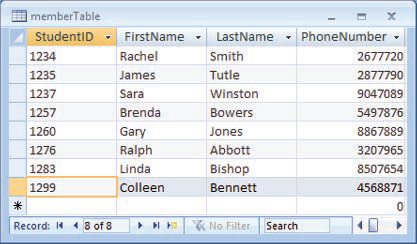 memberTable
StudentID FirstName LastName PhoneNumber
1234 Rachel Smith 2677720
1235 James Tutle 2877790
1237 Sara Winston 9047089
1257 Brenda Bowers 5497876
1260 Gary Jones 8867889
1276 Ralph Abbott 3207965
1283 Linda Bishop 8507654
1299 Colleen Bennett 4568871
* 0
Record: 8 of 8 No Filter Search